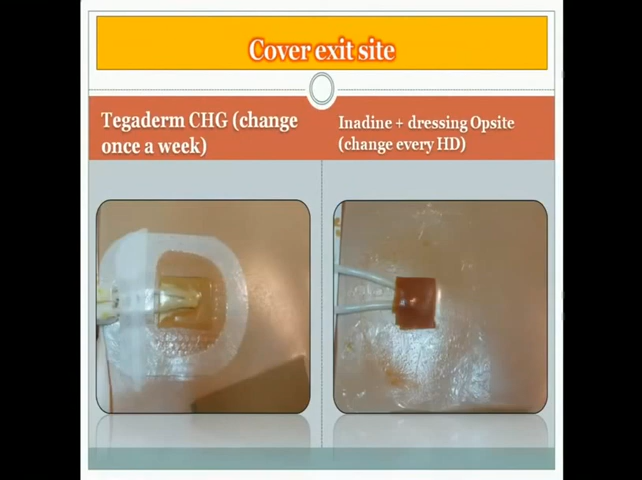 Cover exit site
Tegaderm CHG (change
once a week)
Inadine + dressing Opsite
(change every HD)